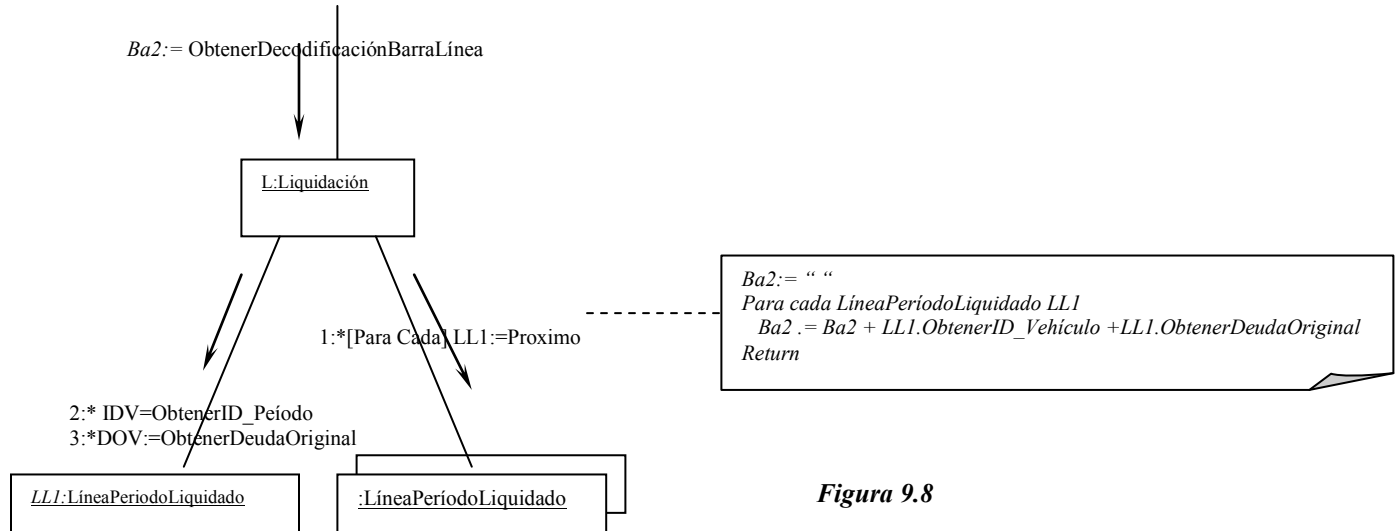 Ba2:= ObtenerDecodificaciónBarraLínea
L:Liquidación
Ba2:= “ “
Para cada LíneaPeríodoLiquidado LL1
Ba2 .= Ba2 + LL1.ObtenerID_Vehículo +LL1.ObtenerDeudaOriginal
Return
1:*[Para Cada] LL1:=Proximo
2:* IDV=ObtenerID_Peíodo
3:*DOV:=ObtenerDeudaOriginal
LL1:LíneaPeriodoLiquidado
:LíneaPeríodoLiquidado
Figura 9.8